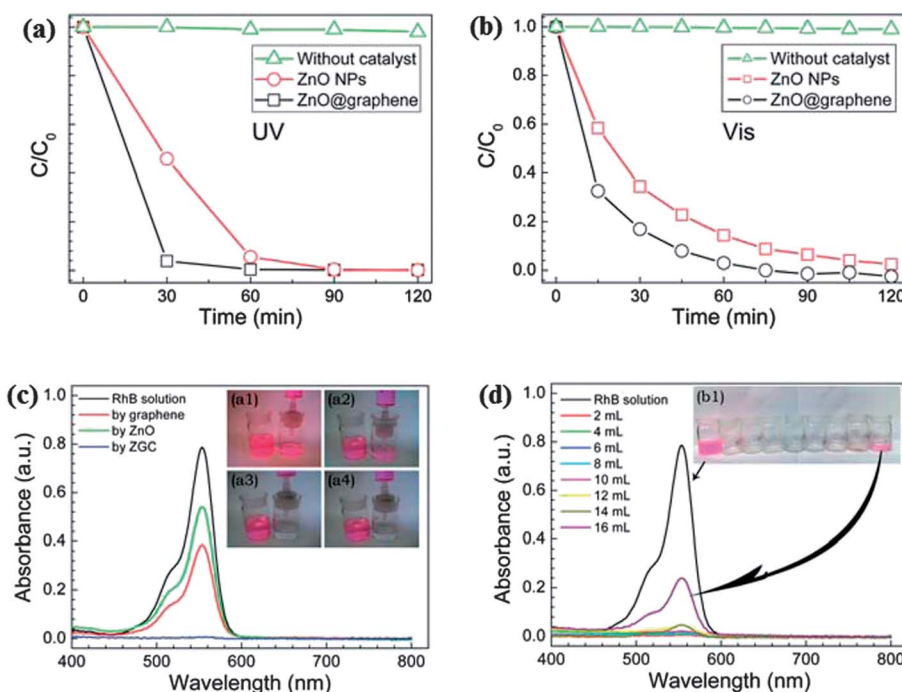 (a)
Without catalyst
ZnO NPs
ZnO@graphene
UV
C/C0
0 30 60 90 120
Time (min)
(b)
1.0
0.8
0.6
0.4
0.2
0.0
Without catalyst
ZnO NPs
ZnO@graphene
Vis
C/C0
0 30 60 90 120
Time (min)
(c)
1.0
0.8
0.6
0.4
0.2
0.0
RhB solution
by graphene
by ZnO
by ZGC
(a1) (a2)
(a3) (a4)
Absorbance (a.u.)
400 500 600 700 800
Wavelength (nm)
(d)
1.0
0.8
0.6
0.4
0.2
0.0
RhB solution
2 mL
4 mL
6 mL
8 mL
10 mL
12 mL
14 mL
16 mL
(b1)
Absorbance (a.u.)
400 500 600 700 800
Wavelength (nm)